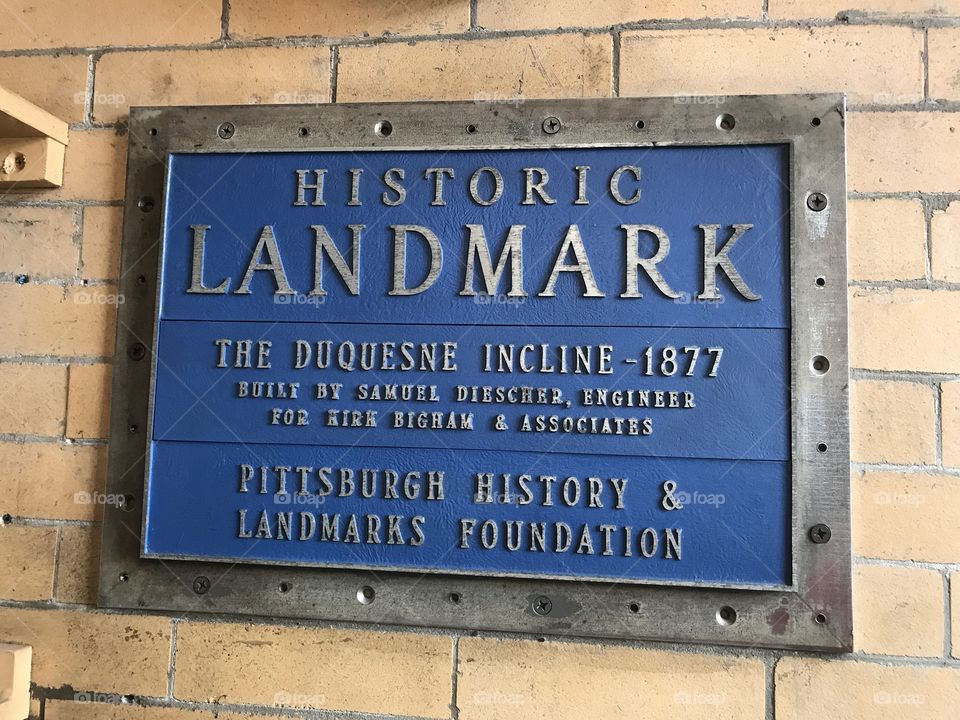 HISTORIC
LANDMARK
THE DUQUESNE INCLINE - 1877
BUILT BY SAMUEL DIESCHER, ENGINEER
FOR KIRK BIGHAM & ASSOCIATES
PITTSBURGH HISTORY &
LANDMARKS FOUNDATION